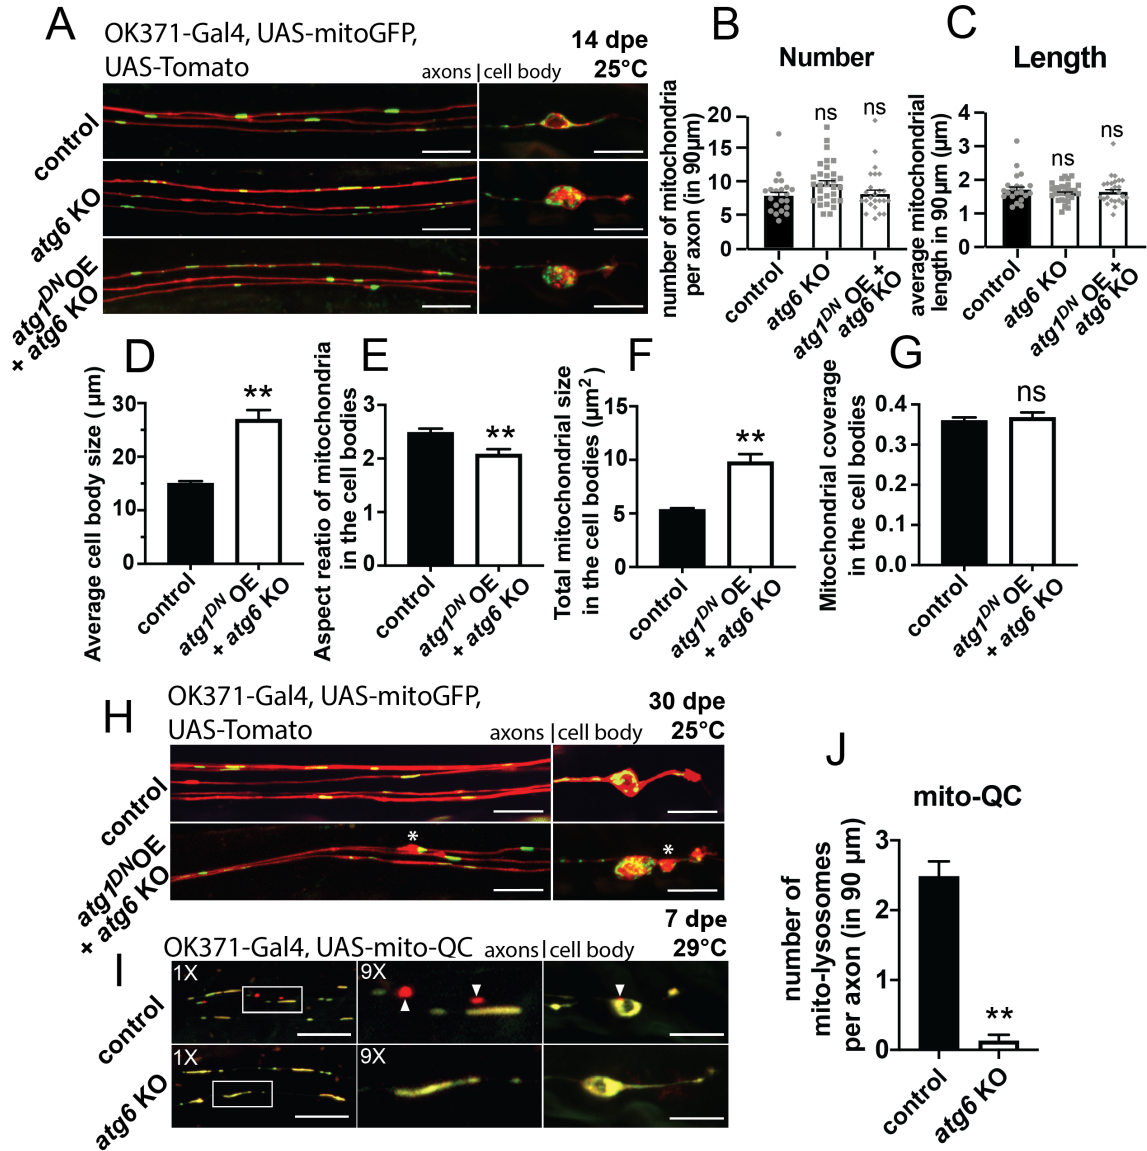 A
OK371-Gal4, UAS-mitoGFP,
UAS-Tomato
14 dpe
25°C
axons | cell body
control
atg6 KO
atg1DN OE
+ atg6 KO
B
Number
number of mitochondria
per axon (in 90µm)
20
15
10
5
0
ns
ns
control
atg6 KO
atg1DN OE +
atg6 KO
C
Length
average mitochondrial
length in 90µm (µm)
4
3
2
1
0
ns
ns
control
atg6 KO
atg1DN OE +
atg6 KO
D
Average cell body size ( µm)
30
20
10
0
**
control
atg1DN OE
+ atg6 KO
E
Aspect reatio of mitochondria
in the cell bodies
3
2
1
0
**
control
atg1DN OE
+ atg6 KO
F
Total mitochondrial size
in the cell bodies (µm2 )
15
10
5
0
**
control
atg1DN OE
+ atg6 KO
G
Mitochondrial coverage
in the cell bodies
0.4
0.3
0.2
0.1
0.0
ns
control
atg1DN OE
+ atg6 KO
H
OK371-Gal4, UAS-mitoGFP,
UAS-Tomato
30 dpe
25°C
axons | cell body
control
atg1DN OE
+ atg6 KO
*
*
I
7 dpe
29°C
OK371-Gal4, UAS-mito-QC
axons | cell body
control
1X
9X
atg6 KO
1X
9X
J
mito-QC
number of
mito-lysosomes
per axon (in 90 µm)
3
2
1
0
**
control
atg6 KO